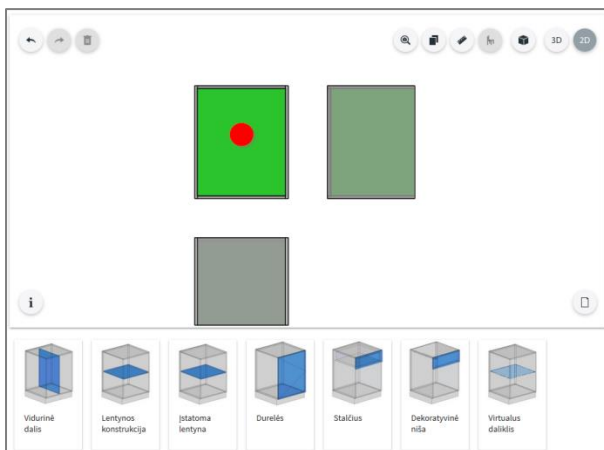 3D
2D
i
Vidurinė
dalis
Lentynos
konstrukcija
Įstatoma
lentyna
Durelės
Stalčius
Dekoratyvinė
niša
Virtualus
daliklis